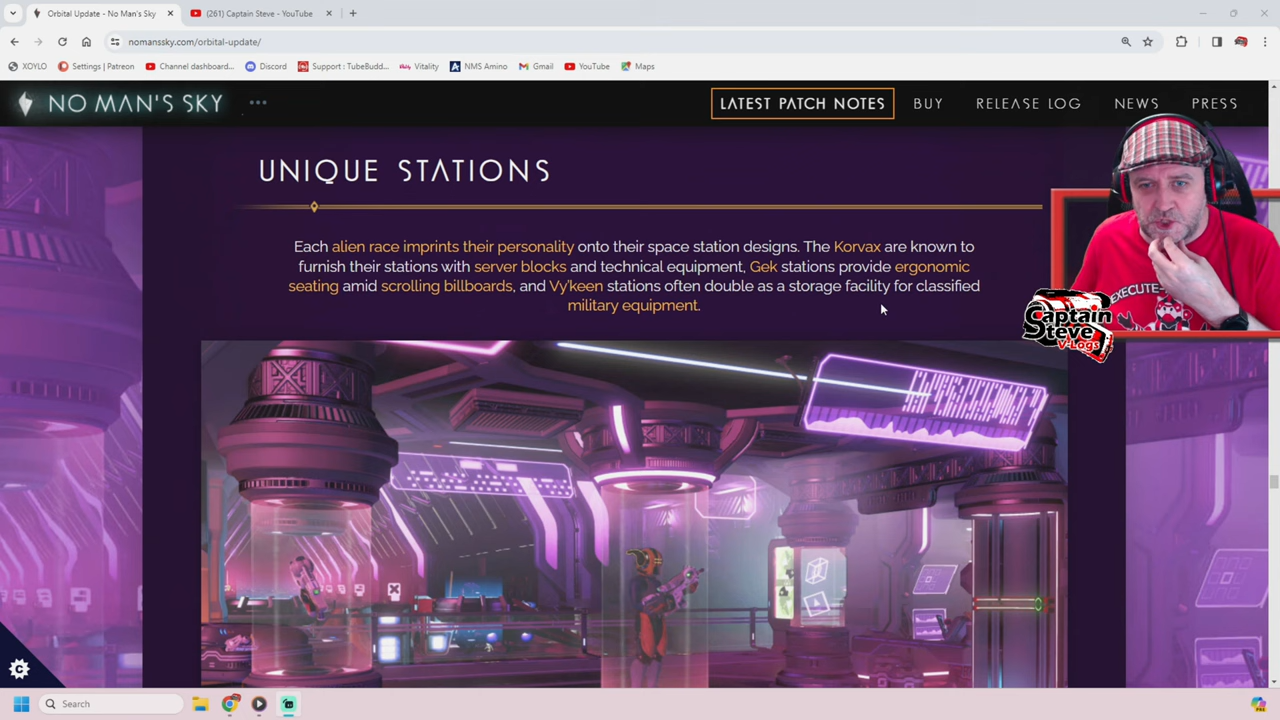 Orbital Update - No Man's Sky
(261) Captain Steve - YouTube
nomanssky.com/orbital-update/
XOYLO
Settings | Patreon
Channel dashboard...
Discord
Support : TubeBudd...
Vitality
NMS Amino
Gmail
YouTube
Maps
NO MAN'S SKY
LATEST PATCH NOTES
BUY
RELEASE LOG
NEWS
PRESS
UNIQUE STATIONS
Each alien race imprints their personality onto their space station designs. The Korvax are known to
furnish their stations with server blocks and technical equipment, Gek stations provide ergonomic
seating amid scrolling billboards, and Vy'keen stations often double as a storage facility for classified
military equipment.
EXECUTE
Captain
Steve
V-Logs
Search